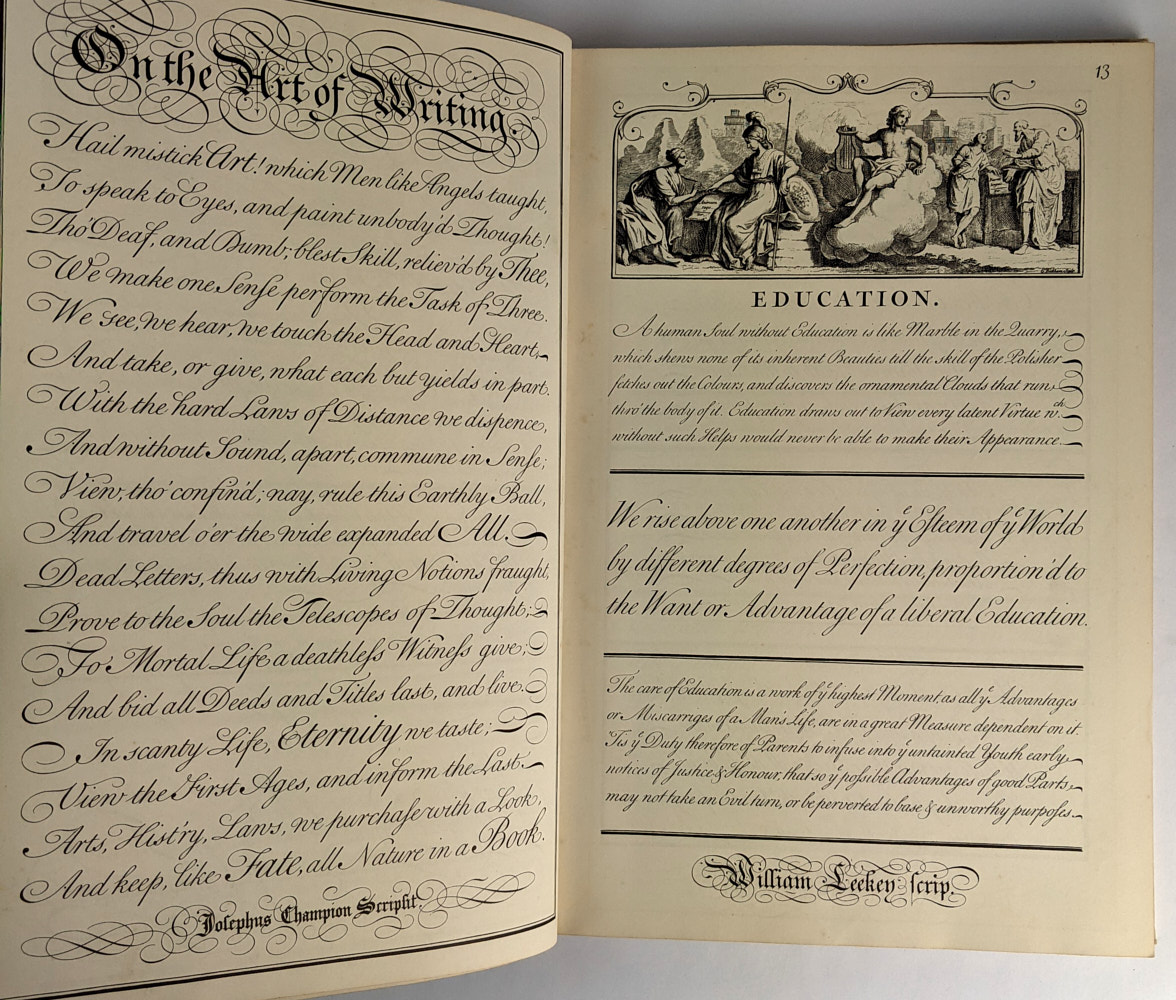 On the Art of Writing.
Hail mistick Art! which Men like Angels taught,
To speak to Eyes, and paint unbody'd Thought!
Tho' Deaf, and Dumb; blest Skill, reliev'd by Thee,
We make one Senſe perform the Task of Three.
We see, we hear, we touch the Head and Heart,
And take, or give, what each but yields in part.
With the hard Laws of Distance we dispence,
And without Sound, apart, commune in Senſe;
View, tho' confin'd; nay, rule this Earthly Ball,
And travel o'er the wide expanded All.
Dead Letters, thus with Living Notions fraught,
Prove to the Soul the Telescopes of Thought;
To Mortal Life a deathleſs Witneſs give;
And bid all Deeds and Titles last, and live.
In scanty Life, Eternity we taste;
View the First Ages, and inform the Last.
Arts, Hist'ry, Laws, we purchaſe with a Look,
And keep, like Fate, all Nature in a Book.
Joſephus Champion Scripſit.
13
EDUCATION.
A human Soul without Education is like Marble in the Quarry,
which shews none of its inherent Beauties till the skill of the Polisher
fetches out the Colours, and discovers the ornamental Clouds that run
thro' the body of it. Education draws out to View every latent Virtue wch.
without such Helps would never be able to make their Appearance.
We rise above one another in yͤ Eſteem of yͤ World
by different degrees of Perfection, proportion'd to
the Want or Advantage of a liberal Education.
The care of Education is a work of yͤ highest Moment, as all yͤ Advantages
or Miscarriges of a Man's Life, are in a great Measure dependent on it.
'Tis yͤ Duty therefore of Parents to infuse into yͤ untainted Youth early
notices of Justice & Honour, that so yͤ poſsible Advantages of good Parts
may not take an Evil turn, or be perverted to base & unworthy purpoſes.
William Leekey ſcrip.